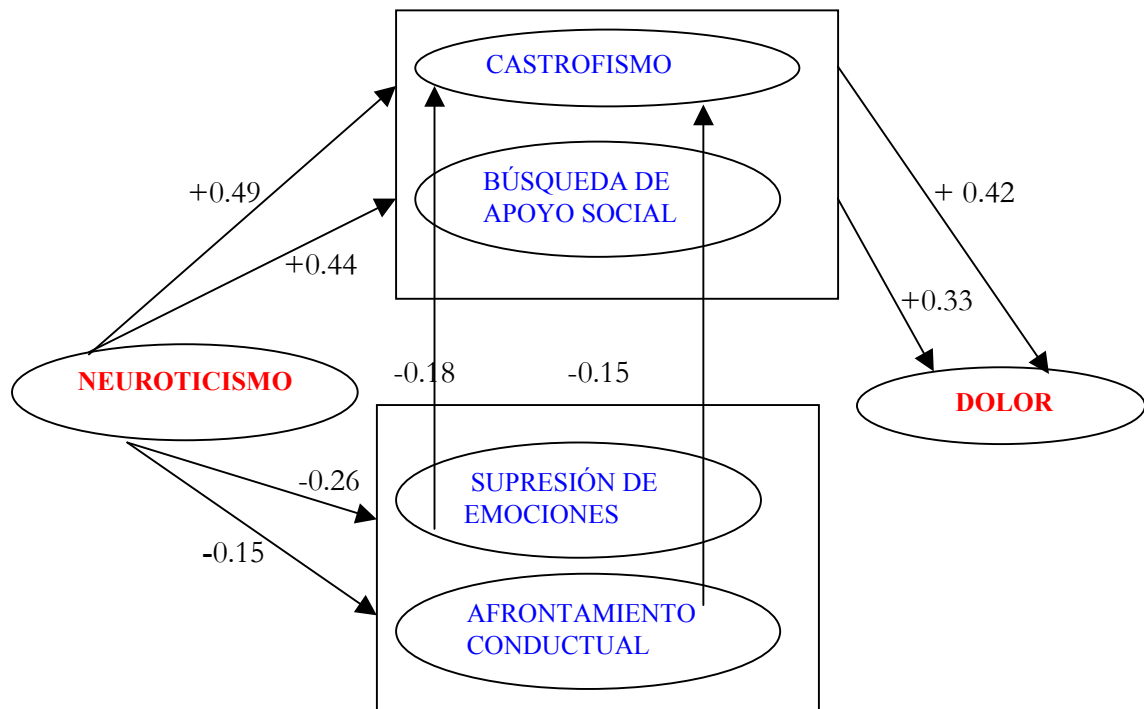 CASTROFISMO
BÚSQUEDA DE
APOYO SOCIAL
+0.49
+ 0.42
+0.44
+0.33
-0.18
-0.15
NEUROTICISMO
DOLOR
-0.26
SUPRESIÓN DE
EMOCIONES
-0.15
AFRONTAMIENTO
CONDUCTUAL